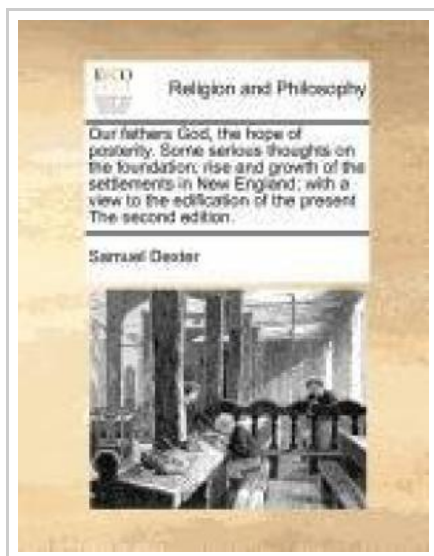 ECCO
Religion and Philosophy
Our fathers God, the hope of
posterity. Some serious thoughts on
the foundation, rise and growth of the
settlements in New England; with a
view to the edification of the present
The second edition.
Samuel Dexter